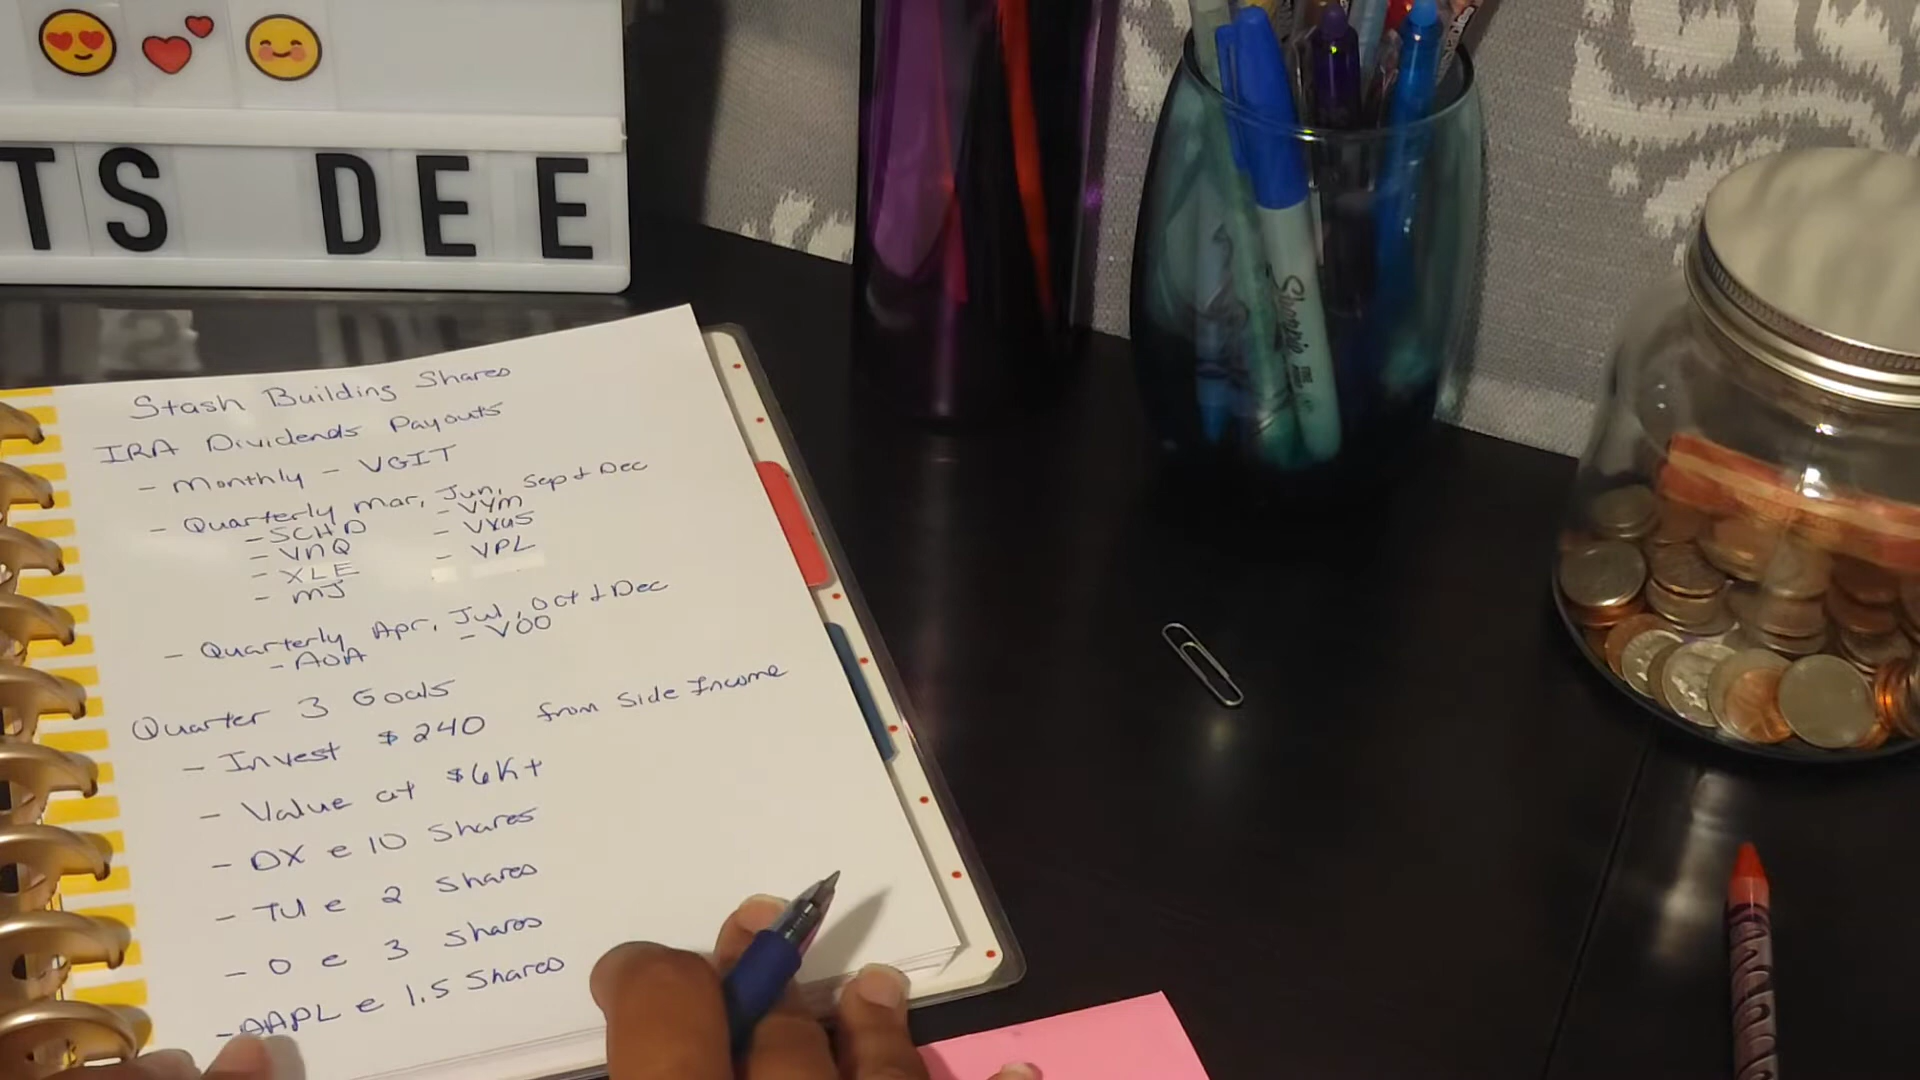 TS DEE
Stash Building Shares
IRA Dividends Payouts
- Monthly - VGIT
- Quarterly Mar, Jun, Sep & Dec
- SCHD - VYM
- VNQ - VXUS
- XLE - VPL
- MJ
- Quarterly Apr, Jul, Oct & Dec
- AOA - VOO
Quarter 3 Goals
- Invest $240 from Side Income
- Value at $6K+
- DX @ 10 Shares
- TU @ 2 Shares
- O @ 3 Shares
- AAPL @ 1.5 Shares
Sharpie